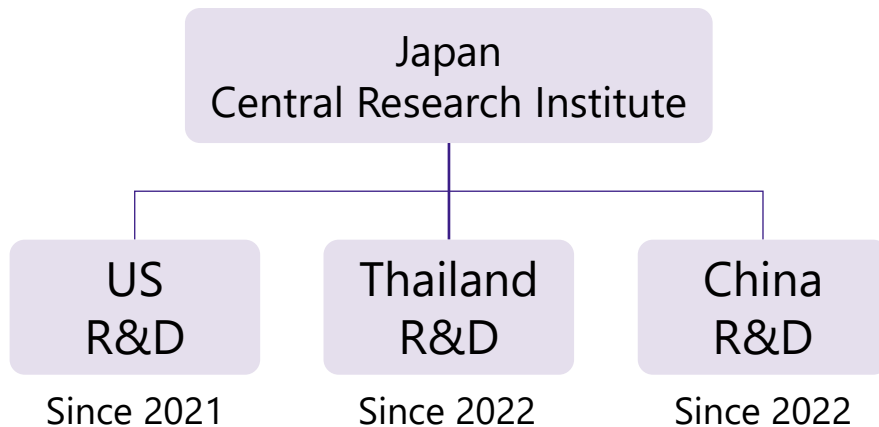 Japan
Central Research Institute
US
R&D
Thailand
R&D
China
R&D
Since 2021
Since 2022
Since 2022